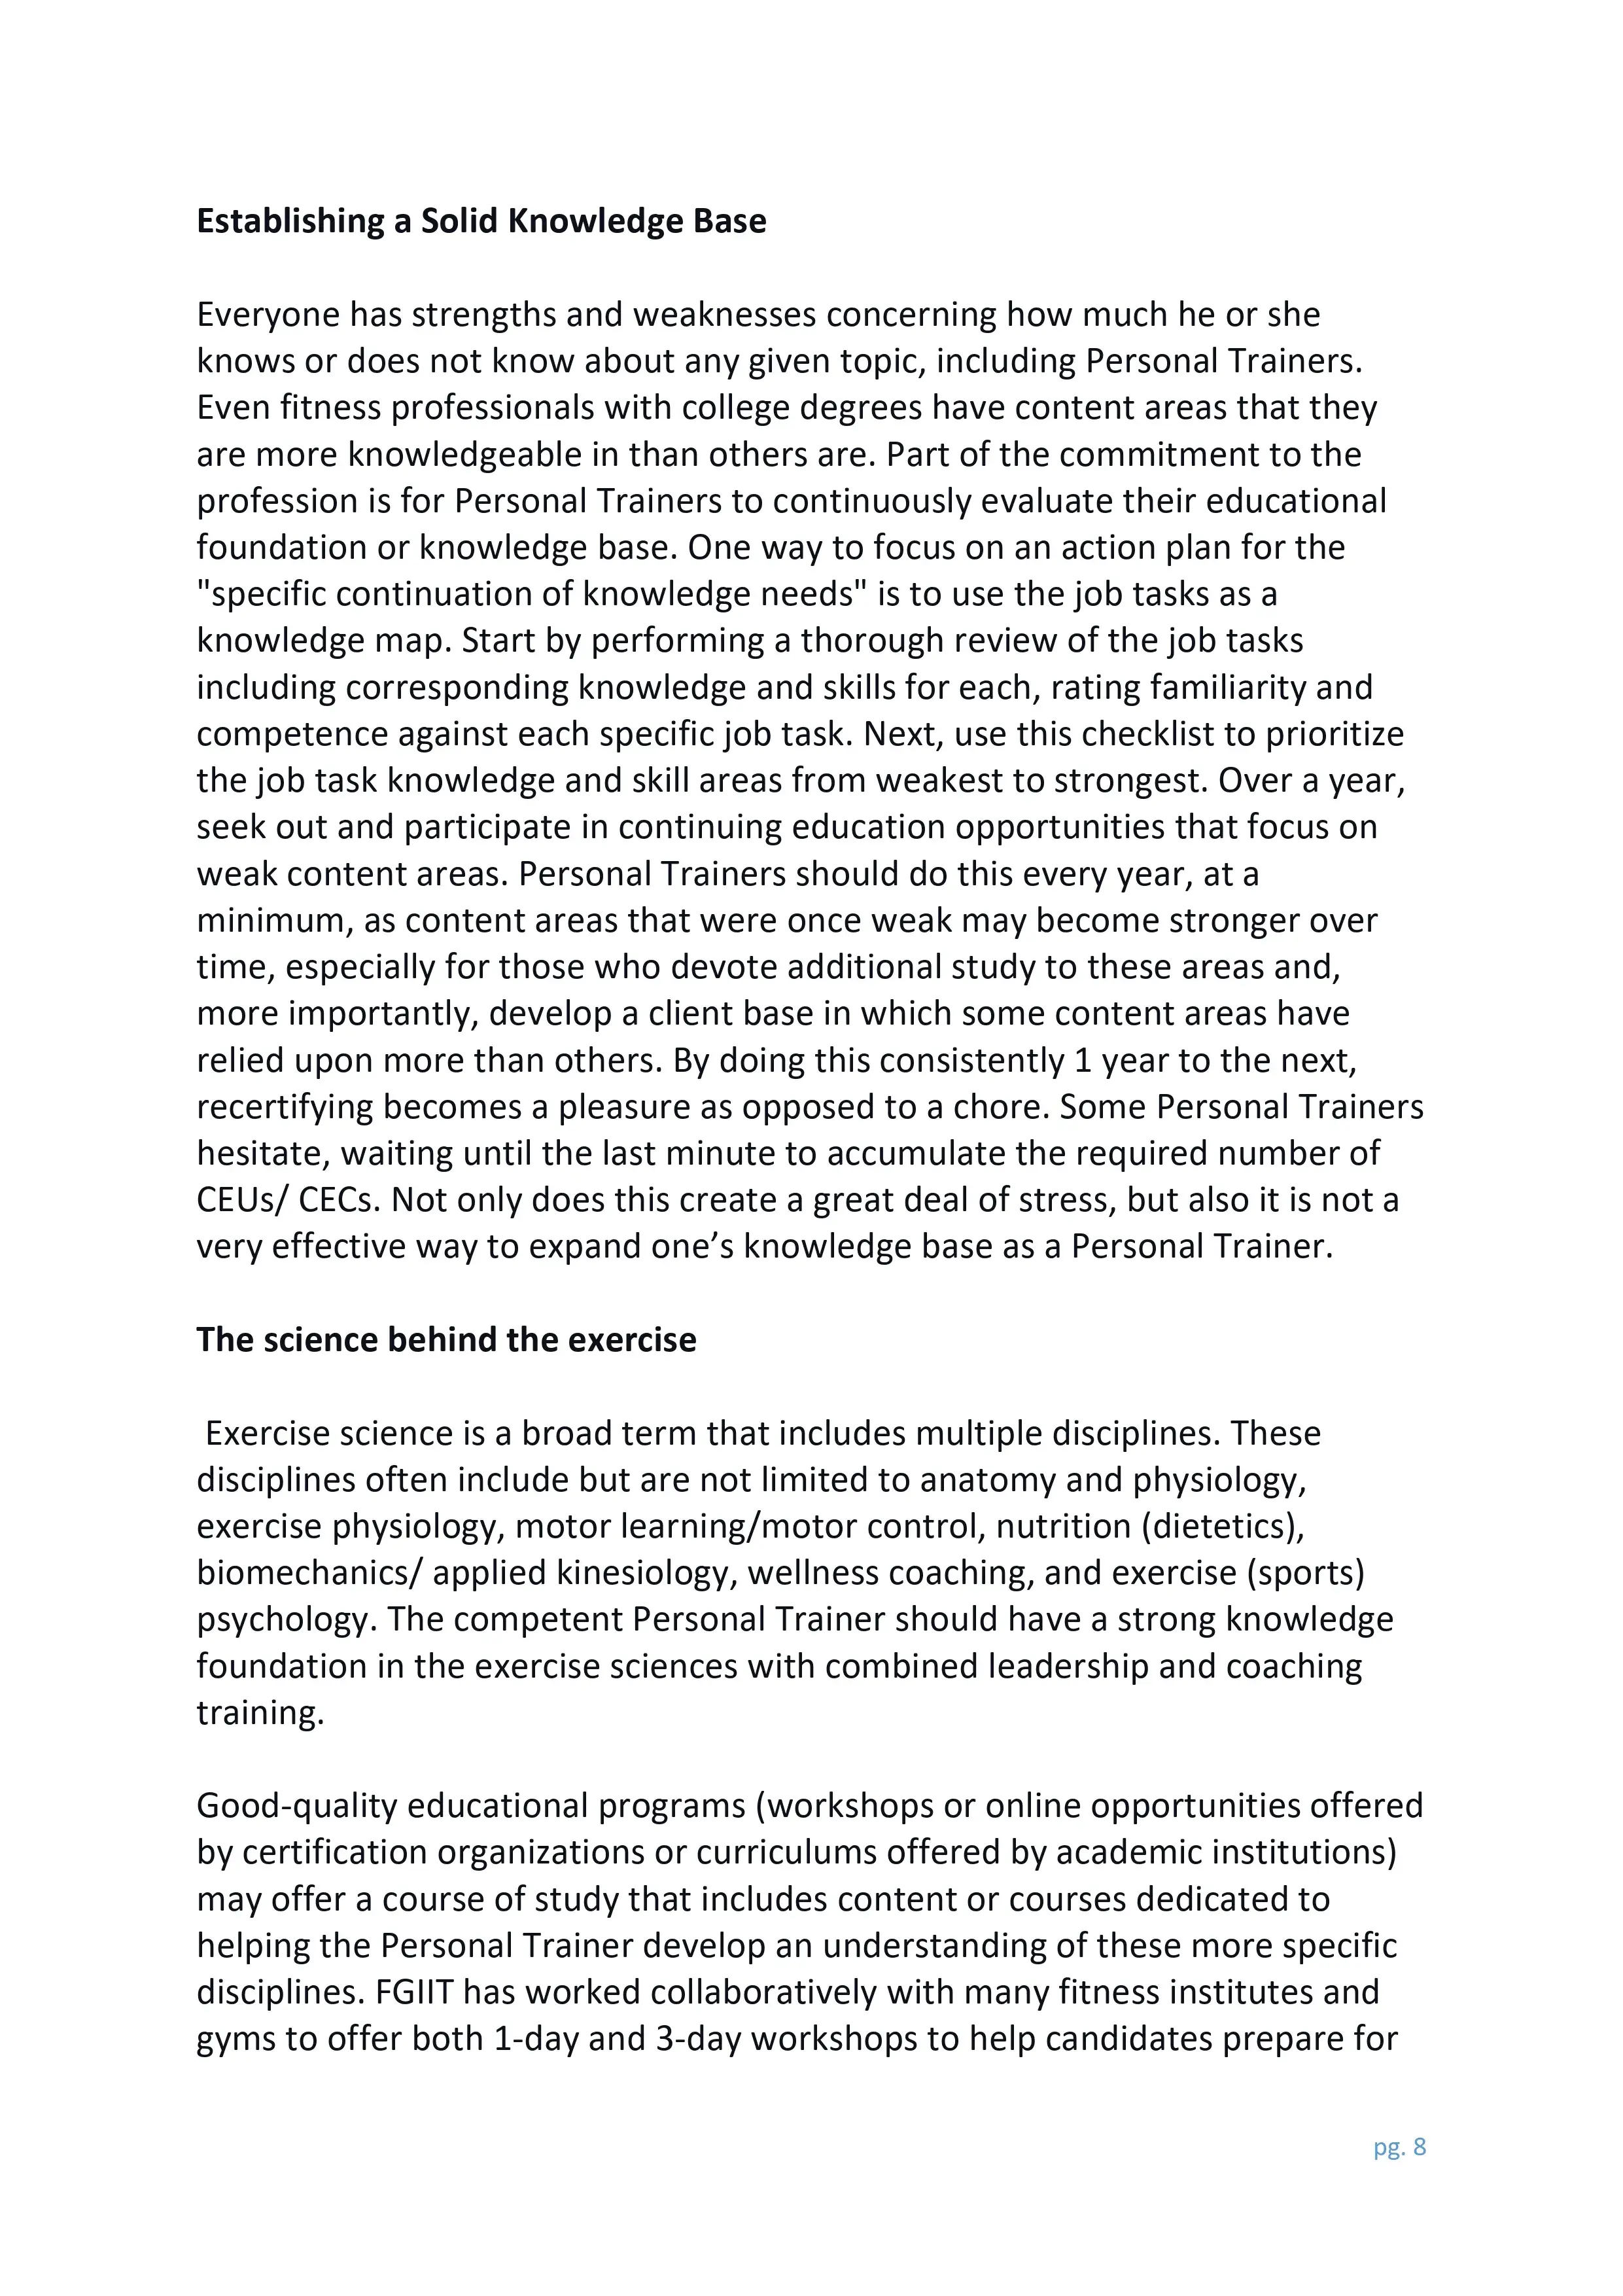 Establishing a Solid Knowledge Base
Everyone has strengths and weaknesses concerning how much he or she
knows or does not know about any given topic, including Personal Trainers.
Even fitness professionals with college degrees have content areas that they
are more knowledgeable in than others are. Part of the commitment to the
profession is for Personal Trainers to continuously evaluate their educational
foundation or knowledge base. One way to focus on an action plan for the
"specific continuation of knowledge needs" is to use the job tasks as a
knowledge map. Start by performing a thorough review of the job tasks
including corresponding knowledge and skills for each, rating familiarity and
competence against each specific job task. Next, use this checklist to prioritize
the job task knowledge and skill areas from weakest to strongest. Over a year,
seek out and participate in continuing education opportunities that focus on
weak content areas. Personal Trainers should do this every year, at a
minimum, as content areas that were once weak may become stronger over
time, especially for those who devote additional study to these areas and,
more importantly, develop a client base in which some content areas have
relied upon more than others. By doing this consistently 1 year to the next,
recertifying becomes a pleasure as opposed to a chore. Some Personal Trainers
hesitate, waiting until the last minute to accumulate the required number of
CEUs/ CECs. Not only does this create a great deal of stress, but also it is not a
very effective way to expand one’s knowledge base as a Personal Trainer.
The science behind the exercise
Exercise science is a broad term that includes multiple disciplines. These
disciplines often include but are not limited to anatomy and physiology,
exercise physiology, motor learning/motor control, nutrition (dietetics),
biomechanics/ applied kinesiology, wellness coaching, and exercise (sports)
psychology. The competent Personal Trainer should have a strong knowledge
foundation in the exercise sciences with combined leadership and coaching
training.
Good-quality educational programs (workshops or online opportunities offered
by certification organizations or curriculums offered by academic institutions)
may offer a course of study that includes content or courses dedicated to
helping the Personal Trainer develop an understanding of these more specific
disciplines. FGIIT has worked collaboratively with many fitness institutes and
gyms to offer both 1-day and 3-day workshops to help candidates prepare for
pg. 8